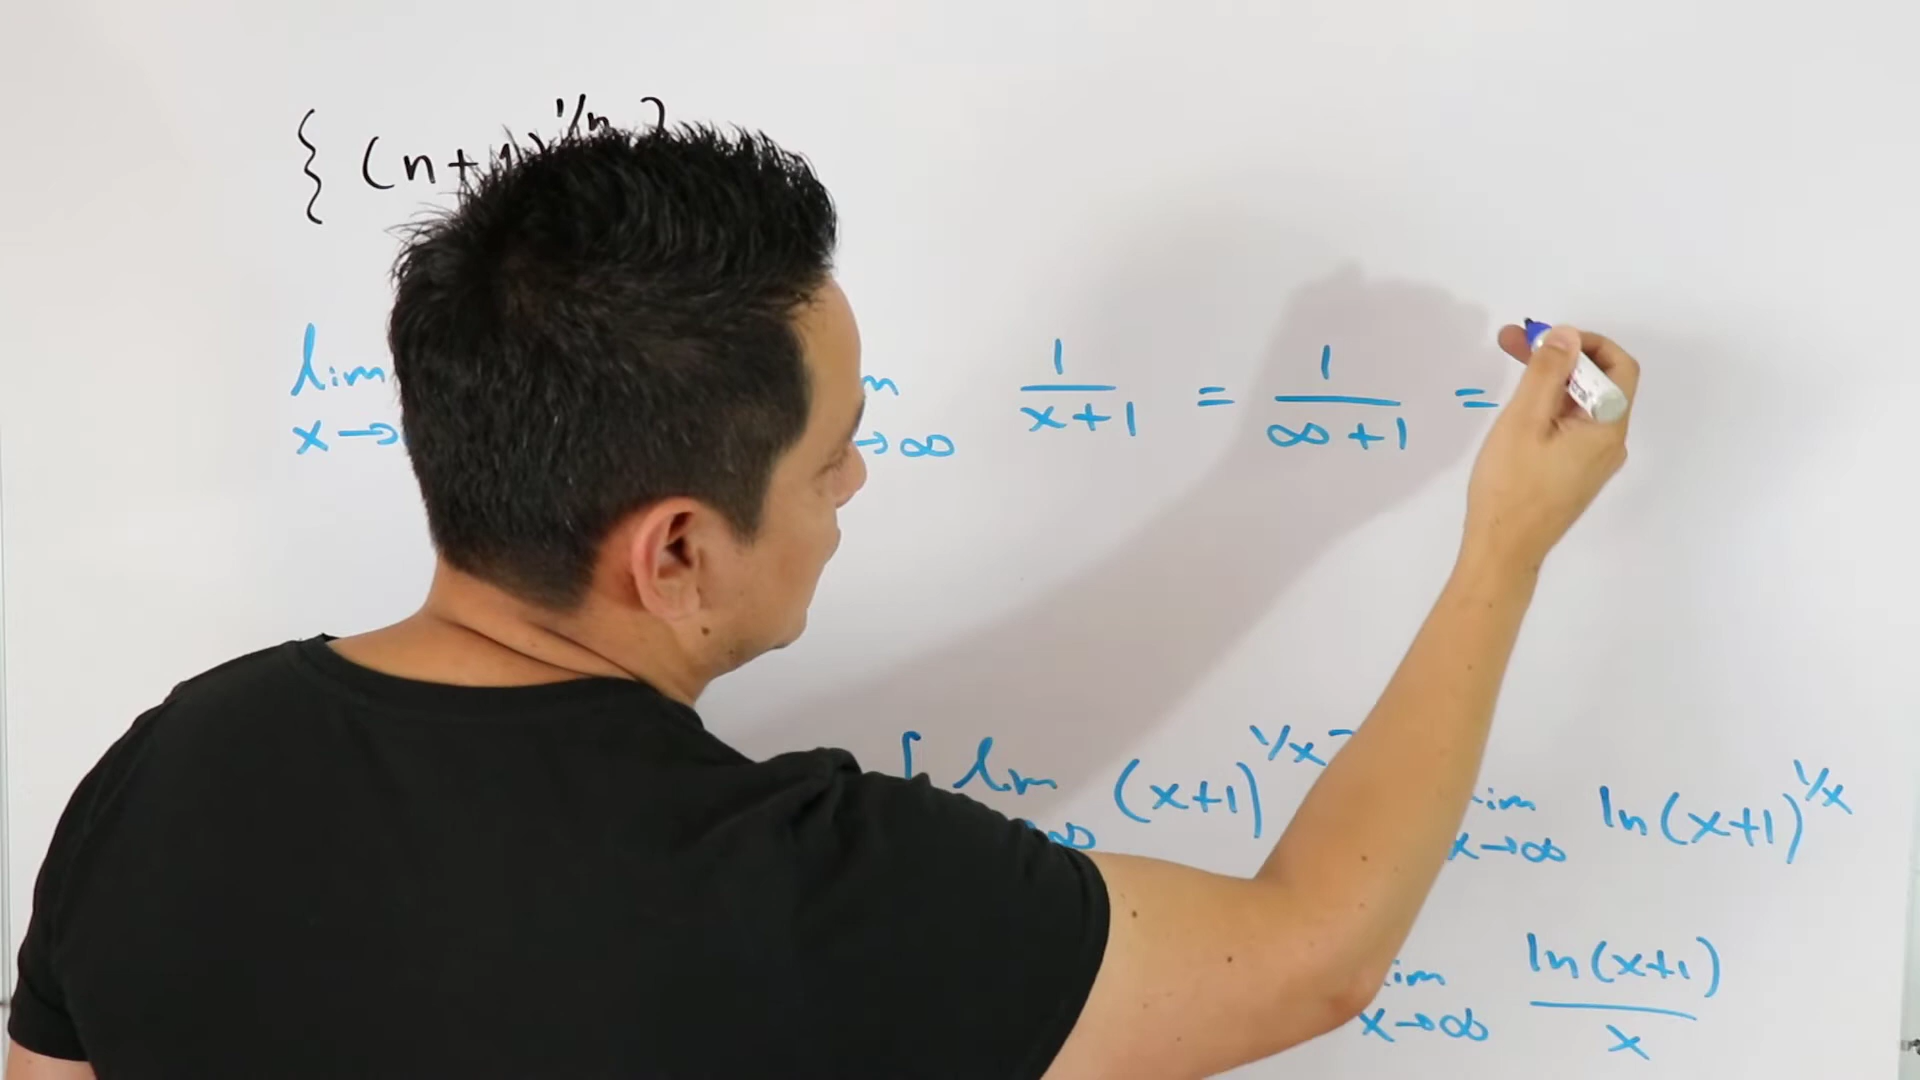 { (n+1)^1/n }
lim 1/(x+1) = 1/(∞+1) =
x→ →∞
[ lim (x+1)^1/x ] lim ln(x+1)^1/x
∞ x→∞
lim ln(x+1)/x
x→∞